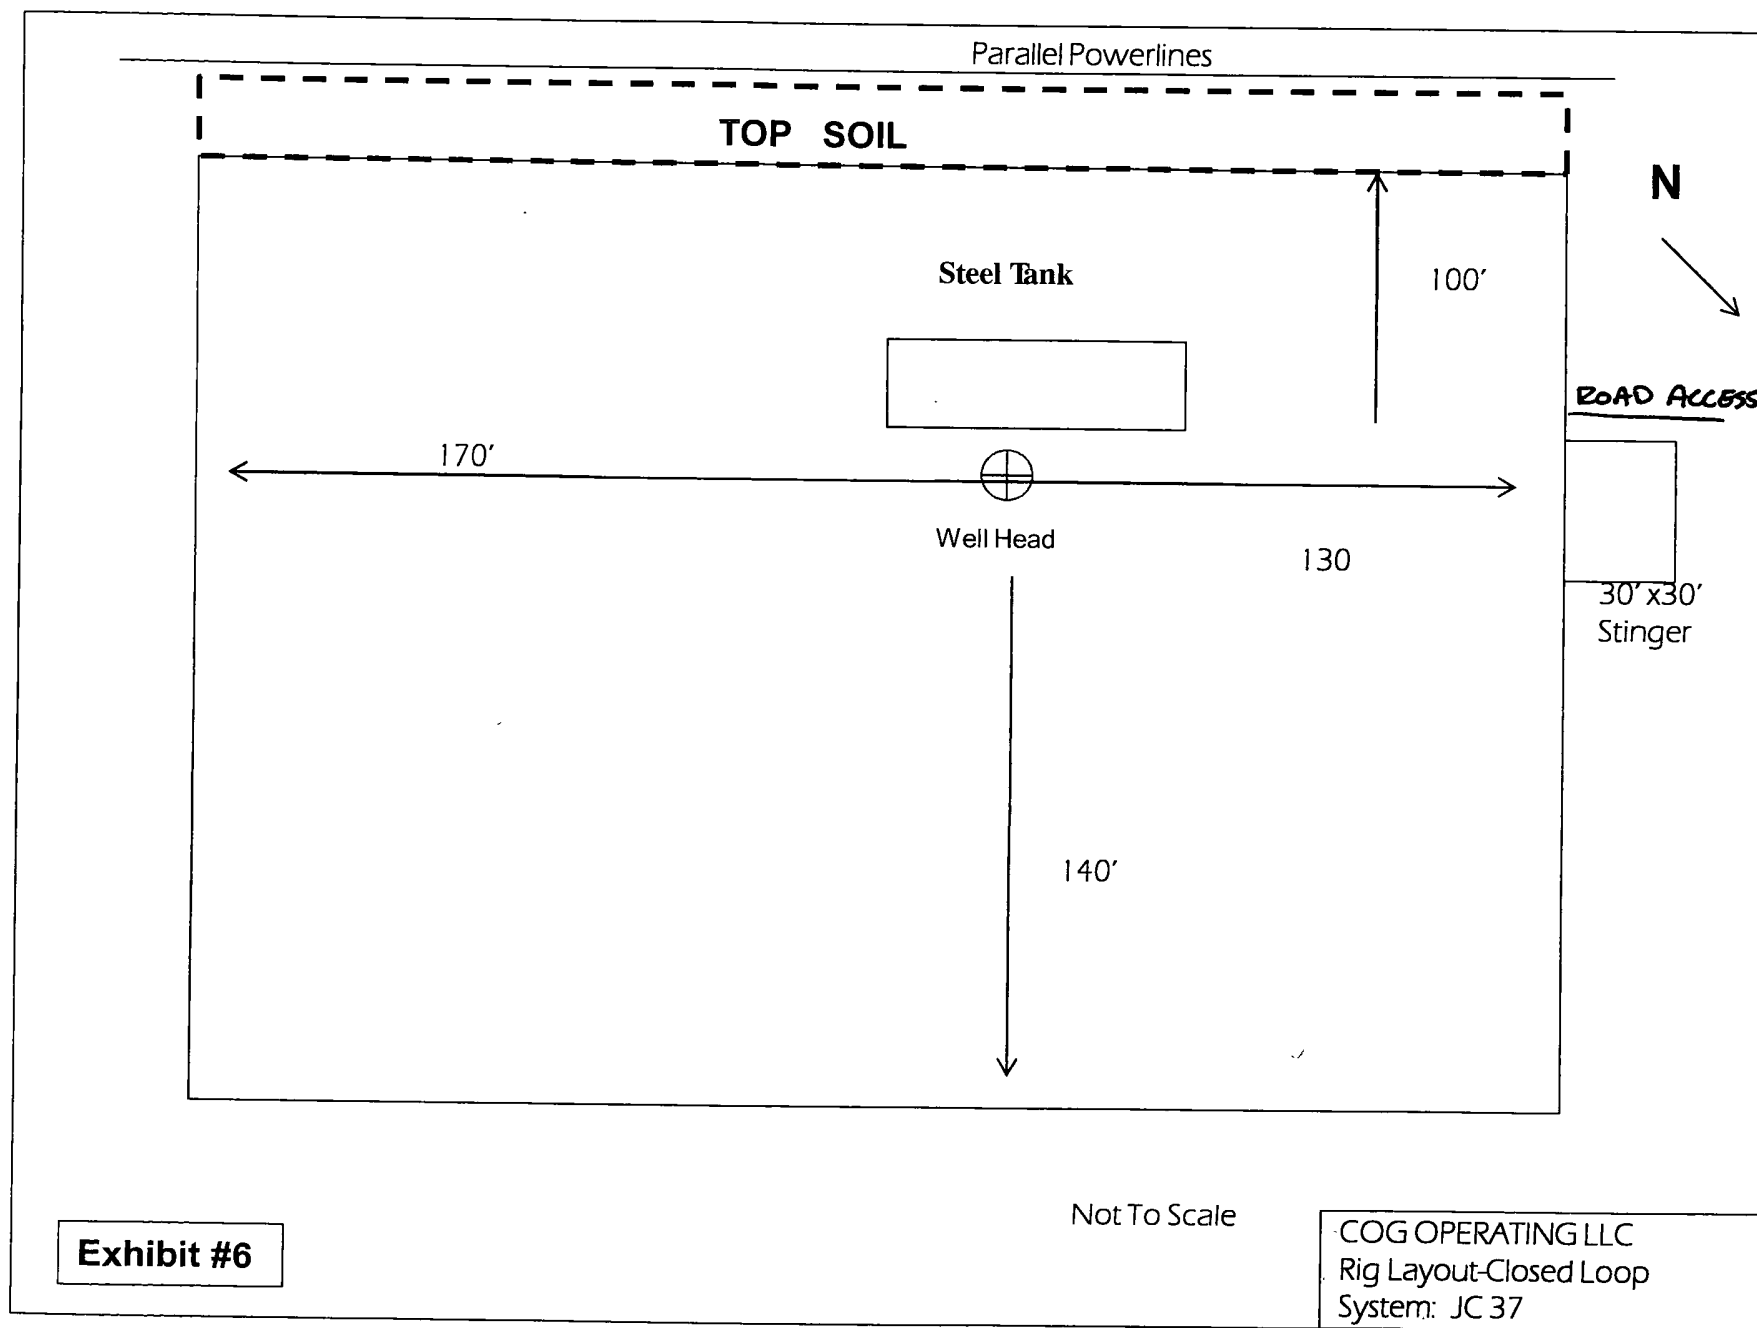 Parallel Powerlines
TOP SOIL
N
Steel Tank
100'
ROAD ACCESS
170'
Well Head
130
30' x30'
Stinger
140'
Not To Scale
Exhibit #6
COG OPERATING LLC
Rig Layout-Closed Loop
System: JC 37